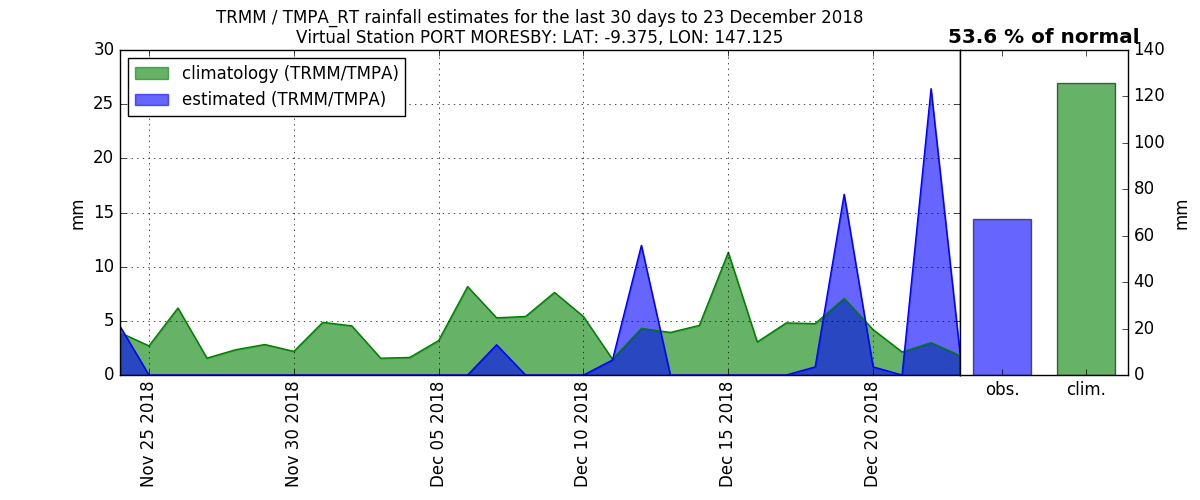 TRMM / TMPA_RT rainfall estimates for the last 30 days to 23 December 2018
Virtual Station PORT MORESBY: LAT: -9.375, LON: 147.125
53.6 % of normal
climatology (TRMM/TMPA)
estimated (TRMM/TMPA)
30
25
20
15
10
5
0
mm
Nov 25 2018
Nov 30 2018
Dec 05 2018
Dec 10 2018
Dec 15 2018
Dec 20 2018
140
120
100
80
60
40
20
0
mm
obs.
clim.